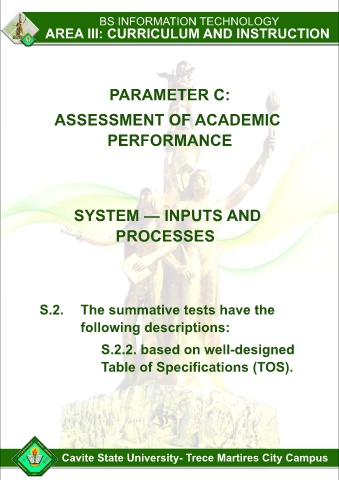 BS INFORMATION TECHNOLOGY
AREA III: CURRICULUM AND INSTRUCTION
PARAMETER C:
ASSESSMENT OF ACADEMIC
PERFORMANCE
SYSTEM — INPUTS AND
PROCESSES
S.2. The summative tests have the
following descriptions:
S.2.2. based on well-designed
Table of Specifications (TOS).
Cavite State University- Trece Martires City Campus